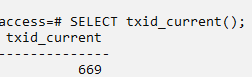 access=# SELECT txid_current();
txid_current
--------------
669